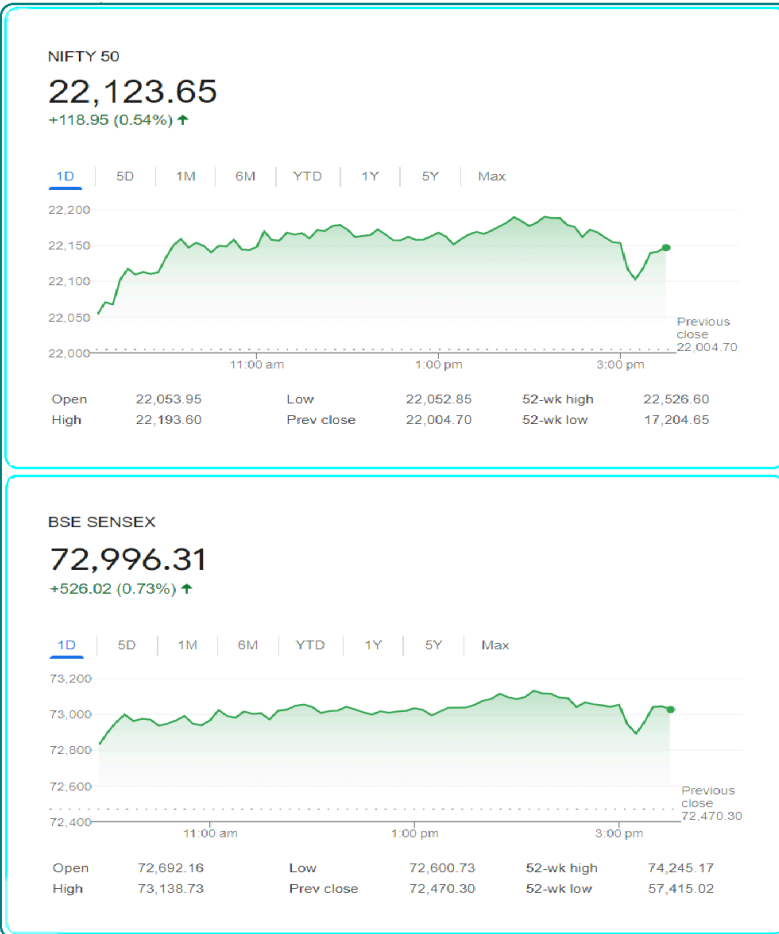 NIFTY 50
22,123.65
+118.95 (0.54%) ↑
1D 5D 1M 6M YTD 1Y 5Y Max
22,200
22,150
22,100
22,050
Previous
close
22,004.70
22,000
11:00 am 1:00 pm 3:00 pm
Open 22,053.95 Low 22,052.85 52-wk high 22,526.60
High 22,193.60 Prev close 22,004.70 52-wk low 17,204.65
BSE SENSEX
72,996.31
+526.02 (0.73%) ↑
1D 5D 1M 6M YTD 1Y 5Y Max
73,200
73,000
72,800
72,600
Previous
close
72,470.30
72,400
11:00 am 1:00 pm 3:00 pm
Open 72,692.16 Low 72,600.73 52-wk high 74,245.17
High 73,138.73 Prev close 72,470.30 52-wk low 57,415.02